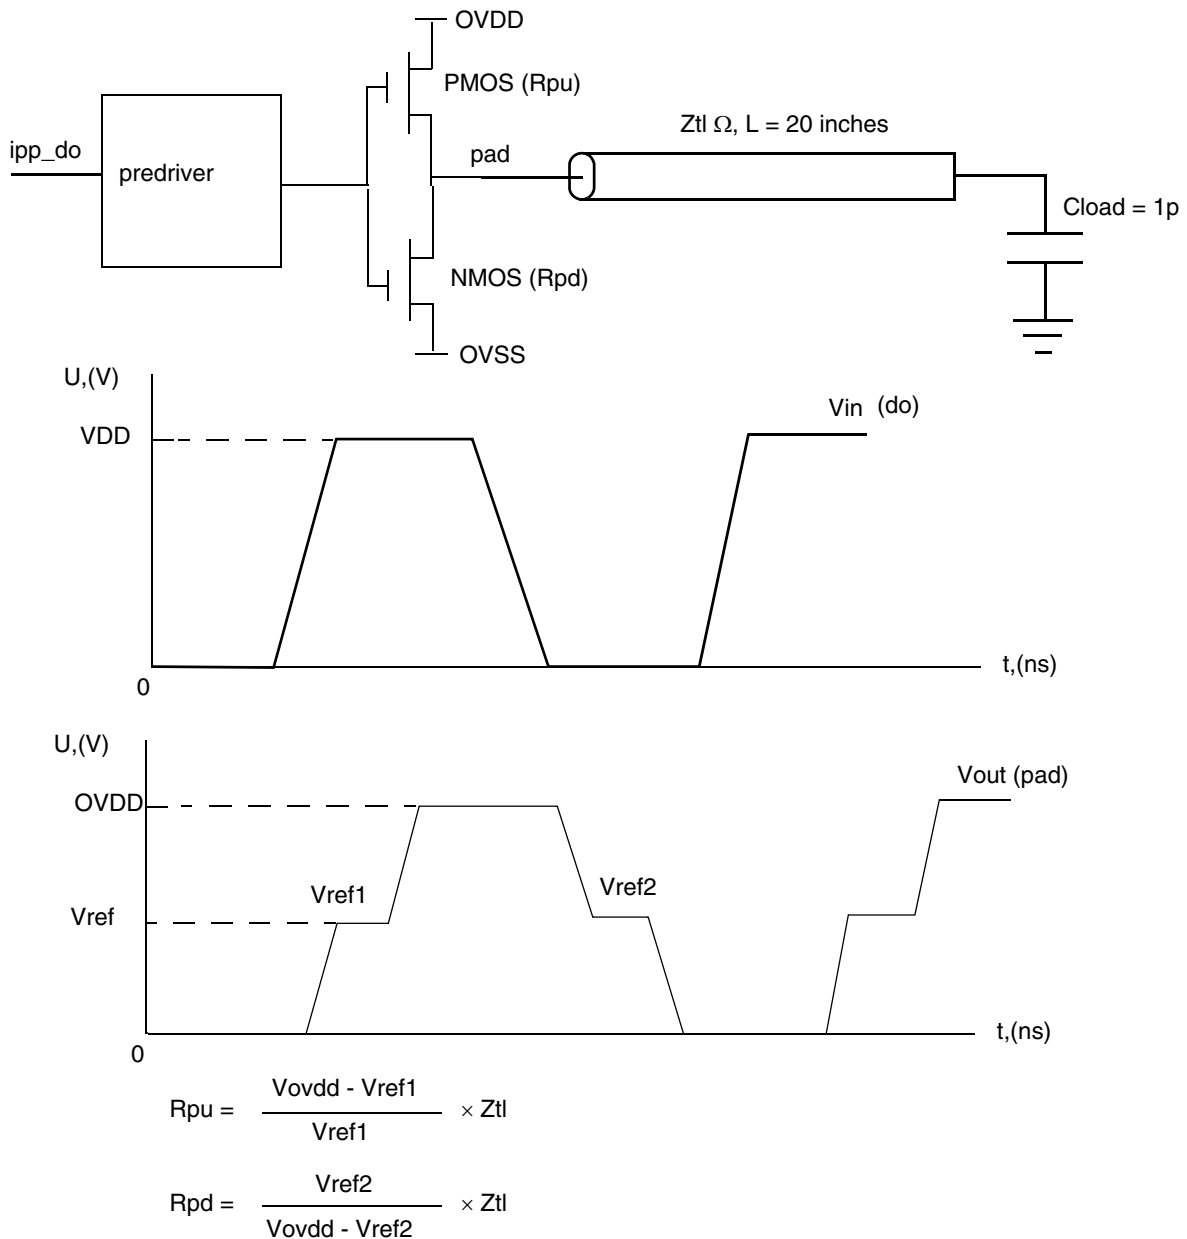 OVDD
PMOS (Rpu)
Ztl Ω, L = 20 inches
ipp_do
predriver
pad
Cload = 1p
NMOS (Rpd)
OVSS
U,(V)
Vin (do)
VDD
t,(ns)
0
U,(V)
Vout (pad)
OVDD
Vref1
Vref2
Vref
t,(ns)
0
Rpu = Vovdd - Vref1 × Ztl
Vref1
Rpd = Vref2 × Ztl
Vovdd - Vref2